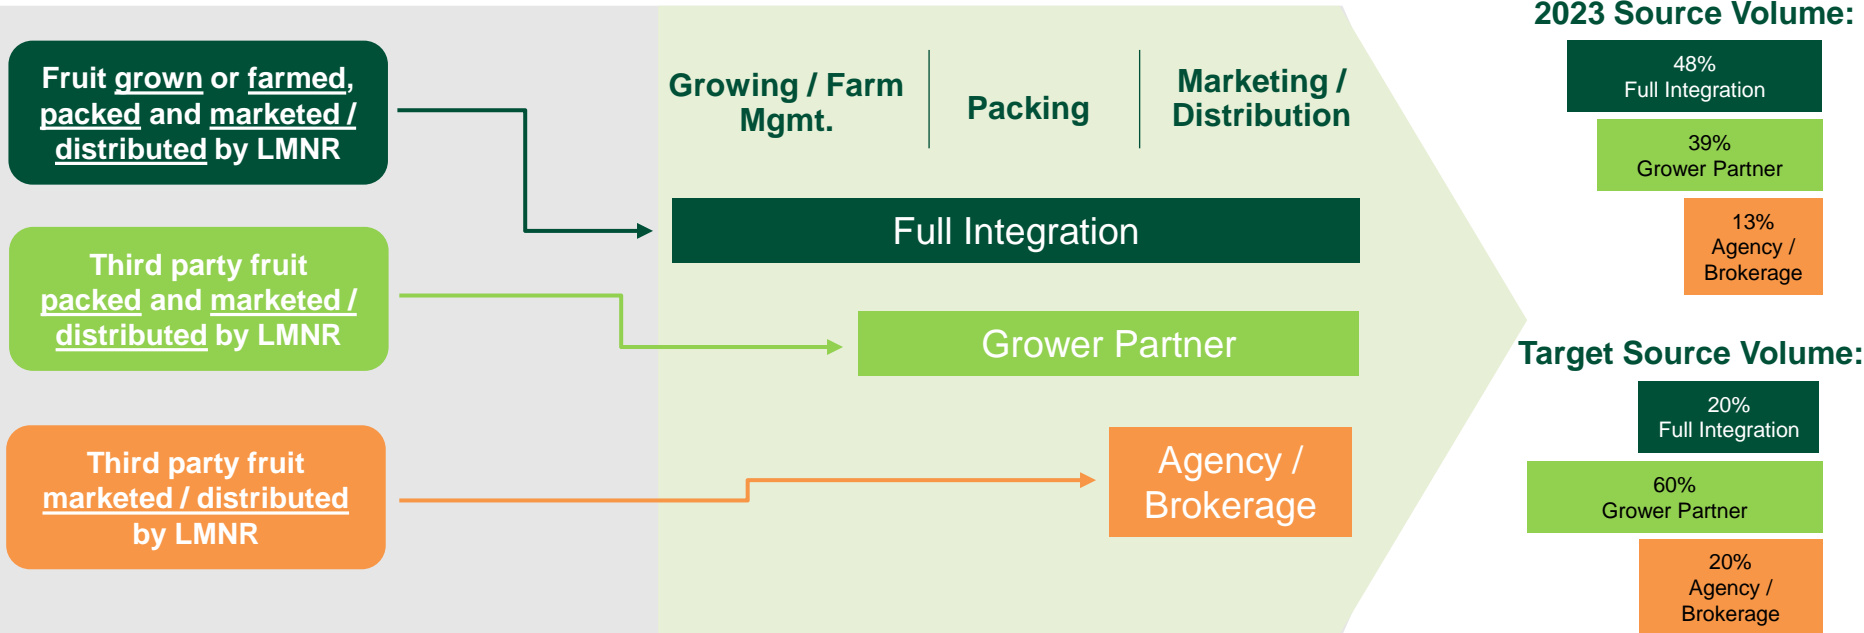 Fruit grown or farmed,
packed and marketed /
distributed by LMNR
Third party fruit
packed and marketed /
distributed by LMNR
Third party fruit
marketed / distributed
by LMNR
Growing / Farm
Mgmt.
Packing
Marketing /
Distribution
Full Integration
Grower Partner
Agency /
Brokerage
2023 Source Volume:
48%
Full Integration
39%
Grower Partner
13%
Agency /
Brokerage
Target Source Volume:
20%
Full Integration
60%
Grower Partner
20%
Agency /
Brokerage